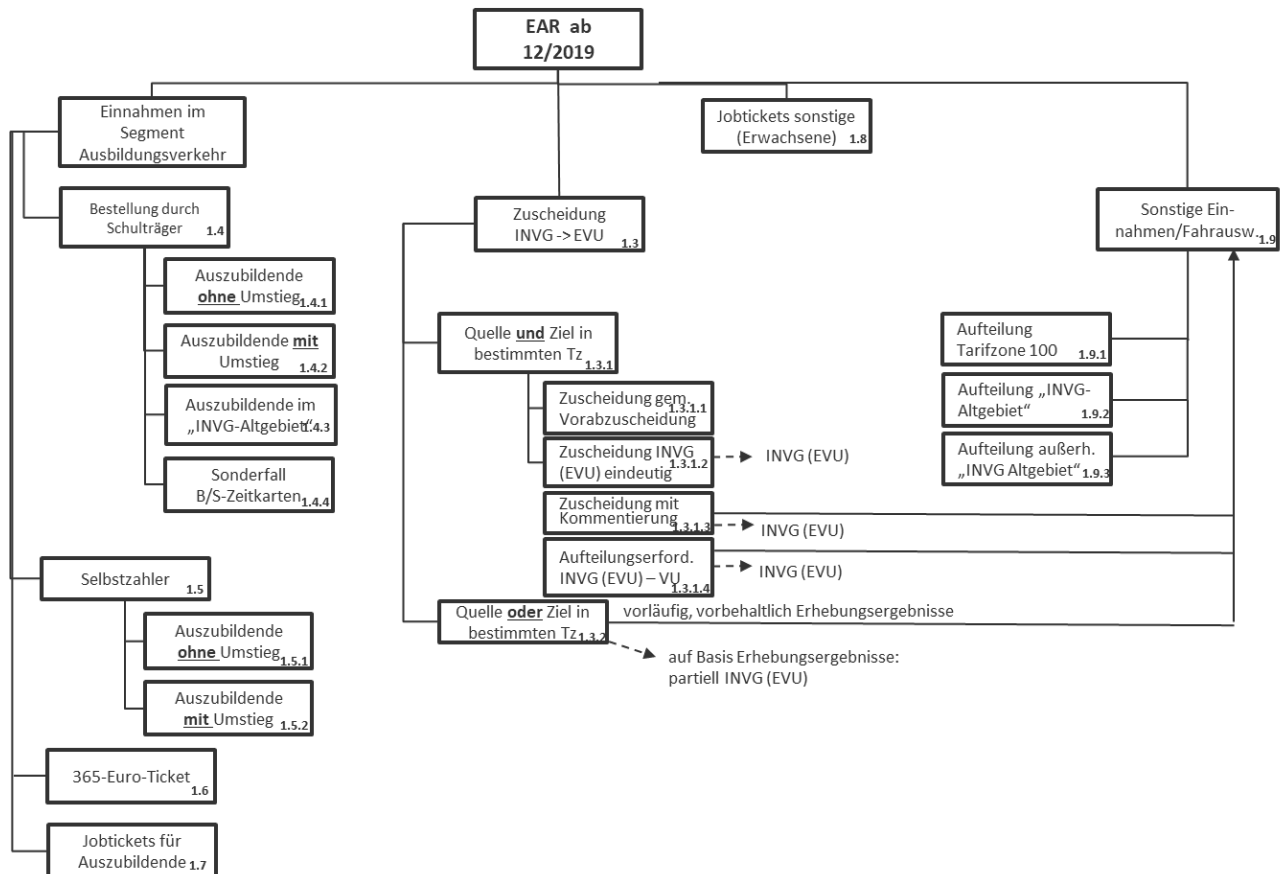 EAR ab
12/2019
Einnahmen im
Segment
Ausbildungsverkehr
Jobtickets sonstige
(Erwachsene) 1.8
Bestellung durch
Schulträger 1.4
Zuscheidung
INVG -> EVU 1.3
Sonstige Ein-
nahmen/Fahrausw. 1.9
Auszubildende
ohne Umstieg 1.4.1
Auszubildende mit
Umstieg 1.4.2
Auszubildende im
„INVG-Altgebiet“ 1.4.3
Sonderfall
B/S-Zeitkarten 1.4.4
Quelle und Ziel in
bestimmten Tz 1.3.1
Zuscheidung gem.
Vorabzuscheidung 1.3.1.1
Zuscheidung INVG
(EVU) eindeutig 1.3.1.2
INVG (EVU)
Zuscheidung mit
Kommentierung 1.3.1.3
INVG (EVU)
Aufteilungserford.
INVG (EVU) – VU 1.3.1.4
INVG (EVU)
Quelle oder Ziel in
bestimmten Tz 1.3.2
vorläufig, vorbehaltlich Erhebungsergebnisse
auf Basis Erhebungsergebnisse:
partiell INVG (EVU)
Aufteilung
Tarifzone 100 1.9.1
Aufteilung „INVG-
Altgebiet“ 1.9.2
Aufteilung außerh.
„INVG Altgebiet“ 1.9.3
Selbstzahler
1.5
Auszubildende
ohne Umstieg 1.5.1
Auszubildende
mit Umstieg 1.5.2
365-Euro-Ticket
1.6
Jobtickets für
Auszubildende 1.7